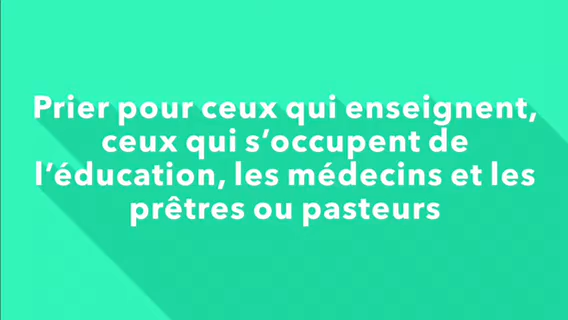 Prier pour ceux qui enseignent,
ceux qui s’occupent de
l’éducation, les médecins et les
prêtres ou pasteurs